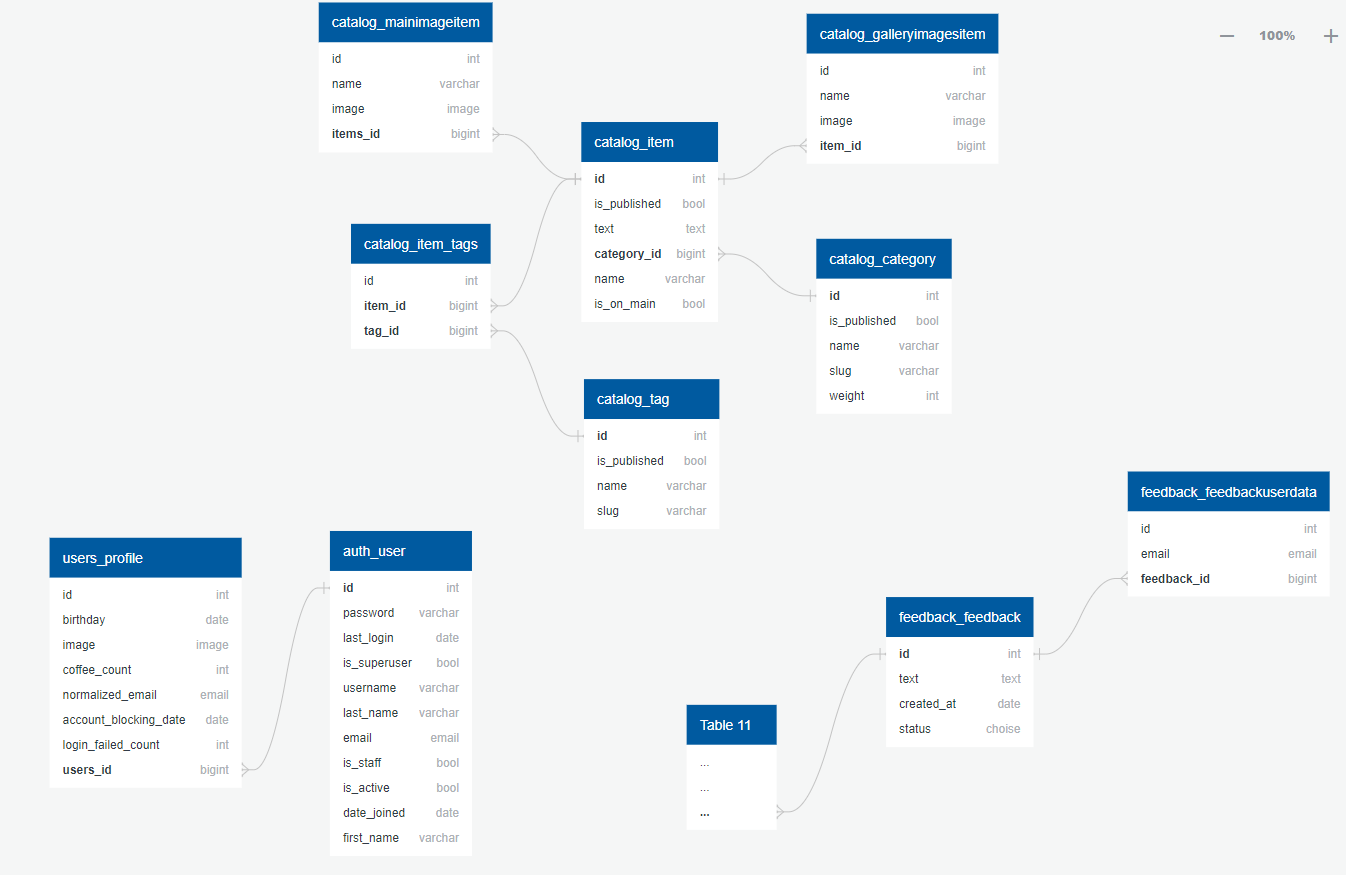 catalog_mainimageitem
id int
name varchar
image image
items_id bigint
catalog_galleryimagesitem
id int
name varchar
image image
item_id bigint
100%
catalog_item
id int
is_published bool
text text
category_id bigint
name varchar
is_on_main bool
catalog_item_tags
id int
item_id bigint
tag_id bigint
catalog_category
id int
is_published bool
name varchar
slug varchar
weight int
catalog_tag
id int
is_published bool
name varchar
slug varchar
users_profile
id int
birthday date
image image
coffee_count int
normalized_email email
account_blocking_date date
login_failed_count int
users_id bigint
auth_user
id int
password varchar
last_login date
is_superuser bool
username varchar
last_name varchar
email email
is_staff bool
is_active bool
date_joined date
first_name varchar
feedback_feedbackuserdata
id int
email email
feedback_id bigint
feedback_feedback
id int
text text
created_at date
status choise
Table 11
...
...
...